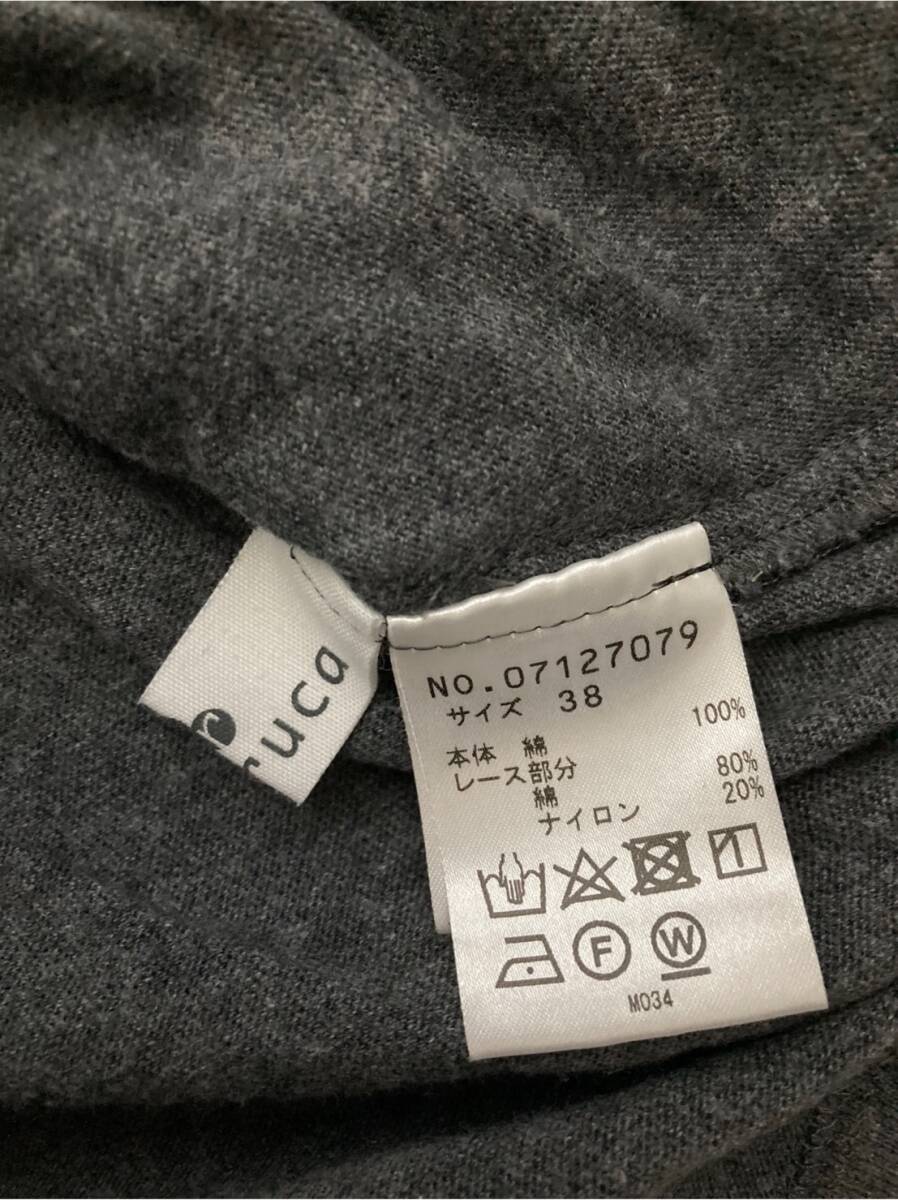 ruca
NO.07127079
サイズ 38
本体 綿 100%
レース部分
綿 80%
ナイロン 20%
F W
M034